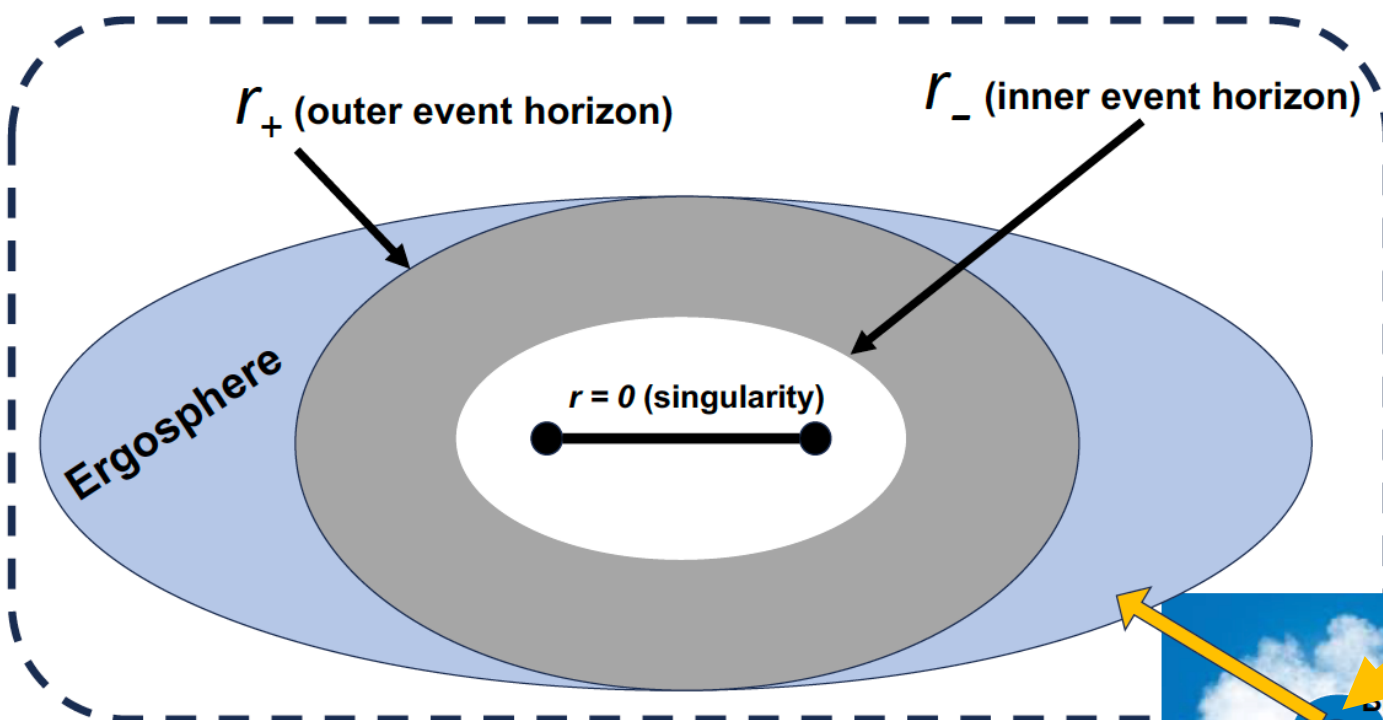 r₊ (outer event horizon)
r₋ (inner event horizon)
r = 0 (singularity)
Ergosphere